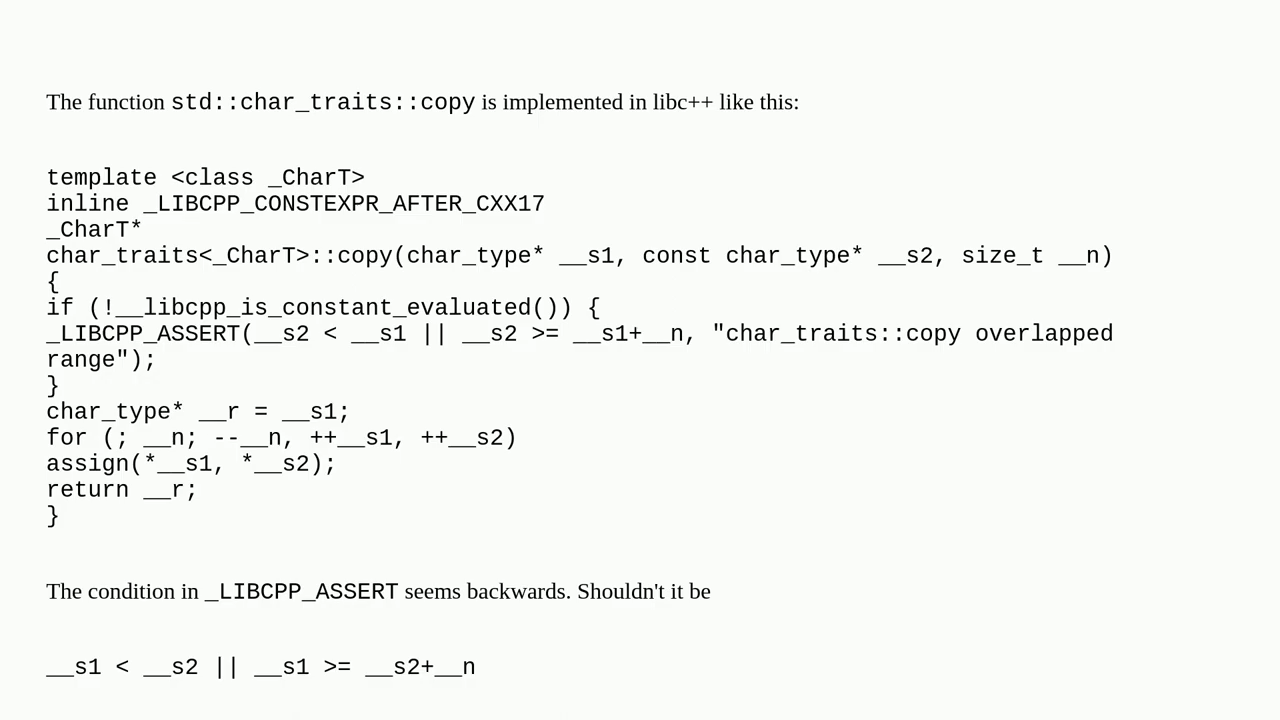 The function std::char_traits::copy is implemented in libc++ like this:
template <class _CharT>
inline _LIBCPP_CONSTEXPR_AFTER_CXX17
_CharT*
char_traits<_CharT>::copy(char_type* __s1, const char_type* __s2, size_t __n)
{
if (!__libcpp_is_constant_evaluated()) {
_LIBCPP_ASSERT(__s2 < __s1 || __s2 >= __s1+__n, "char_traits::copy overlapped
range");
}
char_type* __r = __s1;
for (; __n; --__n, ++__s1, ++__s2)
assign(*__s1, *__s2);
return __r;
}
The condition in _LIBCPP_ASSERT seems backwards. Shouldn't it be
__s1 < __s2 || __s1 >= __s2+__n